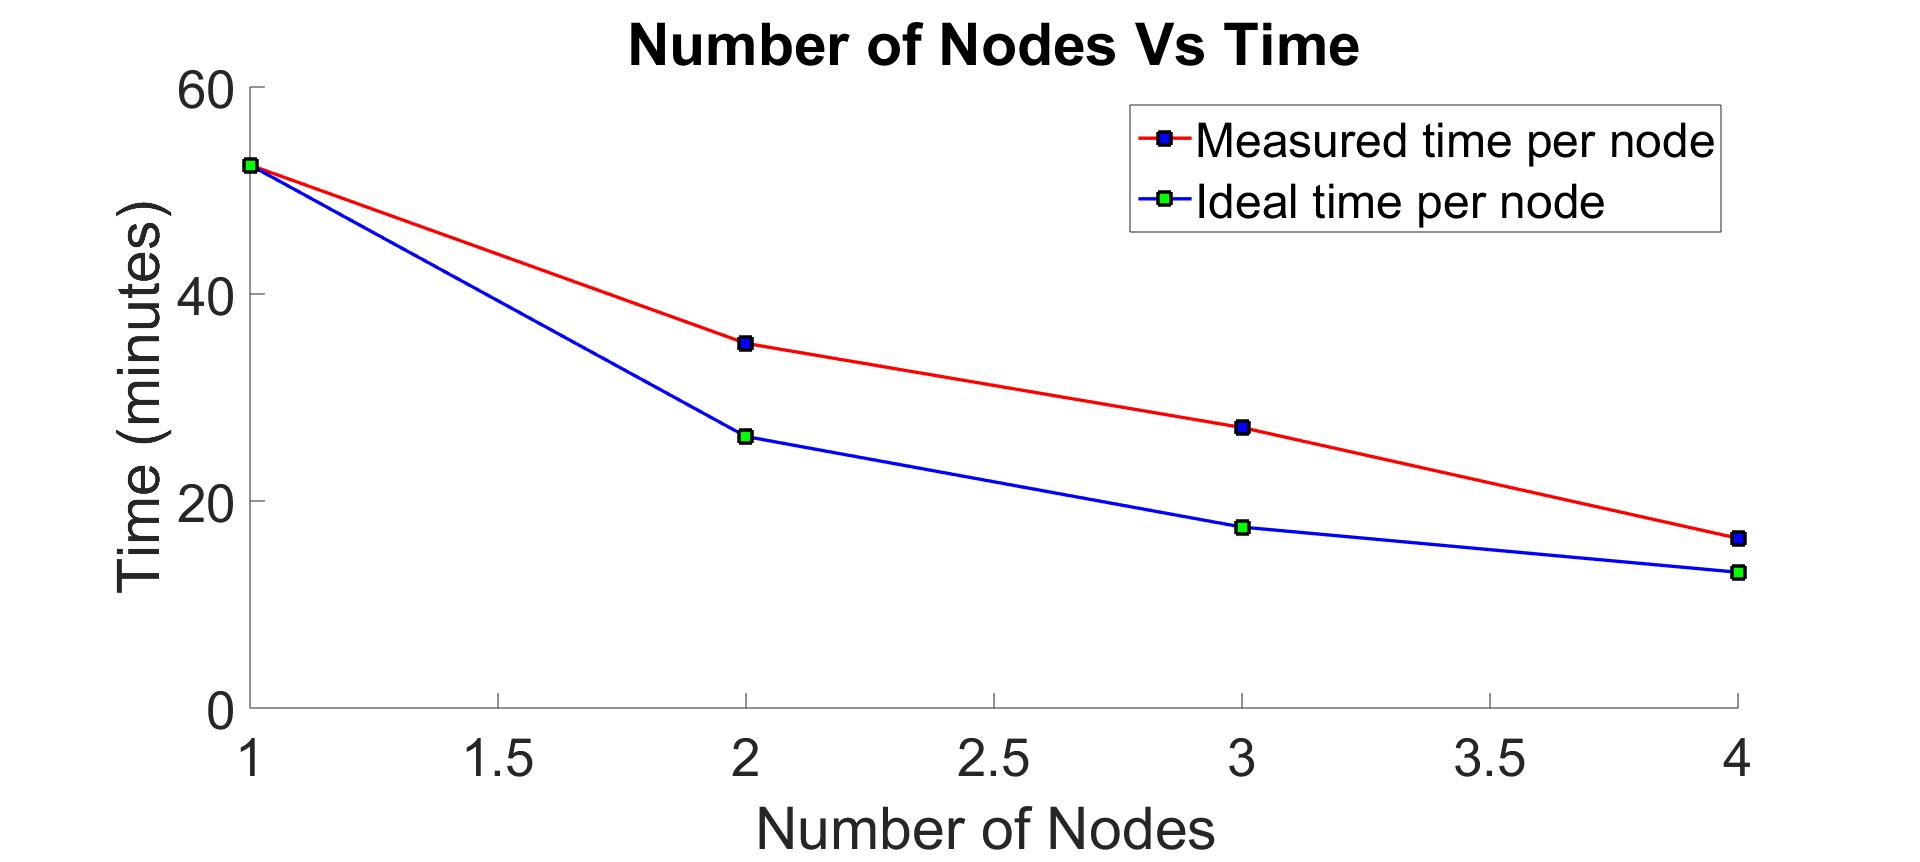 Number of Nodes Vs Time
60
40
20
0
Time (minutes)
Measured time per node
Ideal time per node
1 1.5 2 2.5 3 3.5 4
Number of Nodes